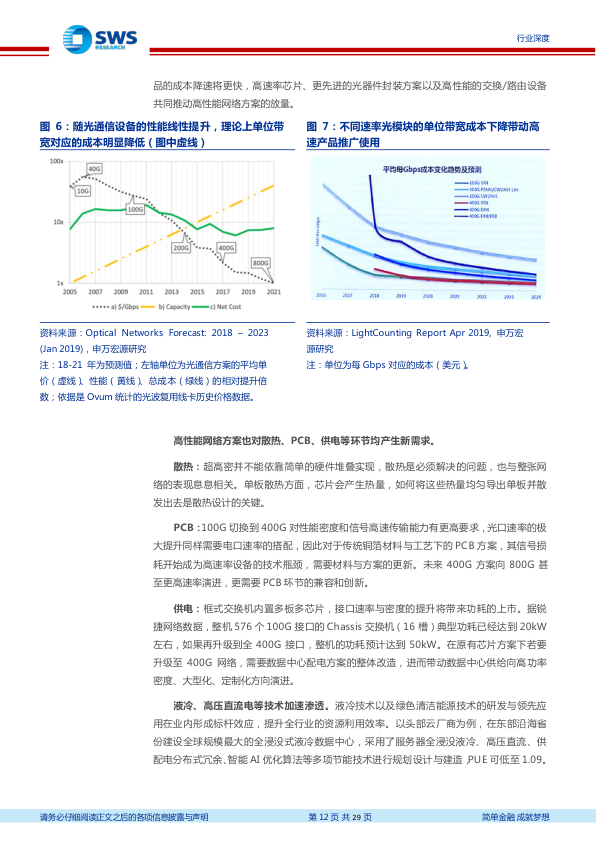 SWS
RESEARCH
行业深度
品的成本降速将更快，高速率芯片、更先进的光器件封装方案以及高性能的交换/路由设备
共同推动高性能网络方案的放量。
图 6：随光通信设备的性能线性提升，理论上单位带
宽对应的成本明显降低（图中虚线）
图 7：不同速率光模块的单位带宽成本下降带动高
速产品推广使用
100x
10x
1x
40G
10G
100G
200G
400G
800G
2005 2007 2009 2011 2013 2015 2017 2019 2021
a) $/Gbps b) Capacity c) Net Cost
平均每Gbps成本变化趋势及预测
2016 2017 2018 2019 2020 2021 2022 2023 2024
资料来源：Optical Networks Forecast: 2018 – 2023
(Jan 2019)，申万宏源研究
注：18-21 年为预测值；左轴单位为光通信方案的平均单
价（虚线）、性能（黄线）、总成本（绿线）的相对提升倍
数；依据是 Ovum 统计的光波复用线卡历史价格数据。
资料来源：LightCounting Report Apr 2019, 申万宏
源研究
注：单位为每 Gbps 对应的成本（美元）。
高性能网络方案也对散热、PCB、供电等环节均产生新需求。
散热：超高密并不能依靠简单的硬件堆叠实现，散热是必须解决的问题，也与整张网
络的表现息息相关。单板散热方面，芯片会产生热量，如何将这些热量均匀导出单板并散
发出去是散热设计的关键。
PCB：100G 切换到 400G 对性能密度和信号高速传输能力有更高要求，光口速率的极
大提升同样需要电口速率的搭配，因此对于传统铜箔材料与工艺下的 PCB 方案，其信号损
耗开始成为高速率设备的技术瓶颈，需要材料与方案的更新。未来 400G 方案向 800G 甚
至更高速率演进，更需要 PCB 环节的兼容和创新。
供电：框式交换机内置多板多芯片，接口速率与密度的提升将带来功耗的上市。据锐
捷网络数据，整机 576 个 100G 接口的 Chassis 交换机（16 槽）典型功耗已经达到 20kW
左右，如果再升级到全 400G 接口，整机的功耗预计达到 50kW。在原有芯片方案下若要
升级至 400G 网络，需要数据中心配电方案的整体改造，进而带动数据中心供给向高功率
密度、大型化、定制化方向演进。
液冷、高压直流电等技术加速渗透。液冷技术以及绿色清洁能源技术的研发与领先应
用在业内形成标杆效应，提升全行业的资源利用效率。以头部云厂商为例，在东部沿海省
份建设全球规模最大的全浸没式液冷数据中心，采用了服务器全浸没液冷、高压直流、供
配电分布式冗余、智能 AI 优化算法等多项节能技术进行规划设计与建造，PUE 可低至 1.09。
请务必仔细阅读正文之后的各项信息披露与声明
第 12 页 共 29 页
简单金融 成就梦想